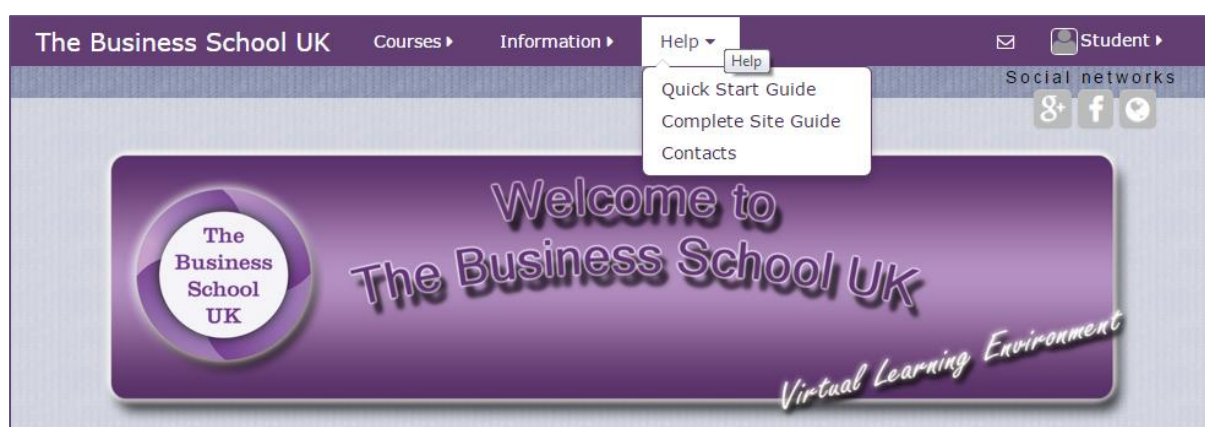 The Business School UK Courses Information Help Student
Help
Social networks
Quick Start Guide
Complete Site Guide
Contacts
g+ f
Welcome to
The Business School UK
The
Business
School
UK
Virtual Learning Environment